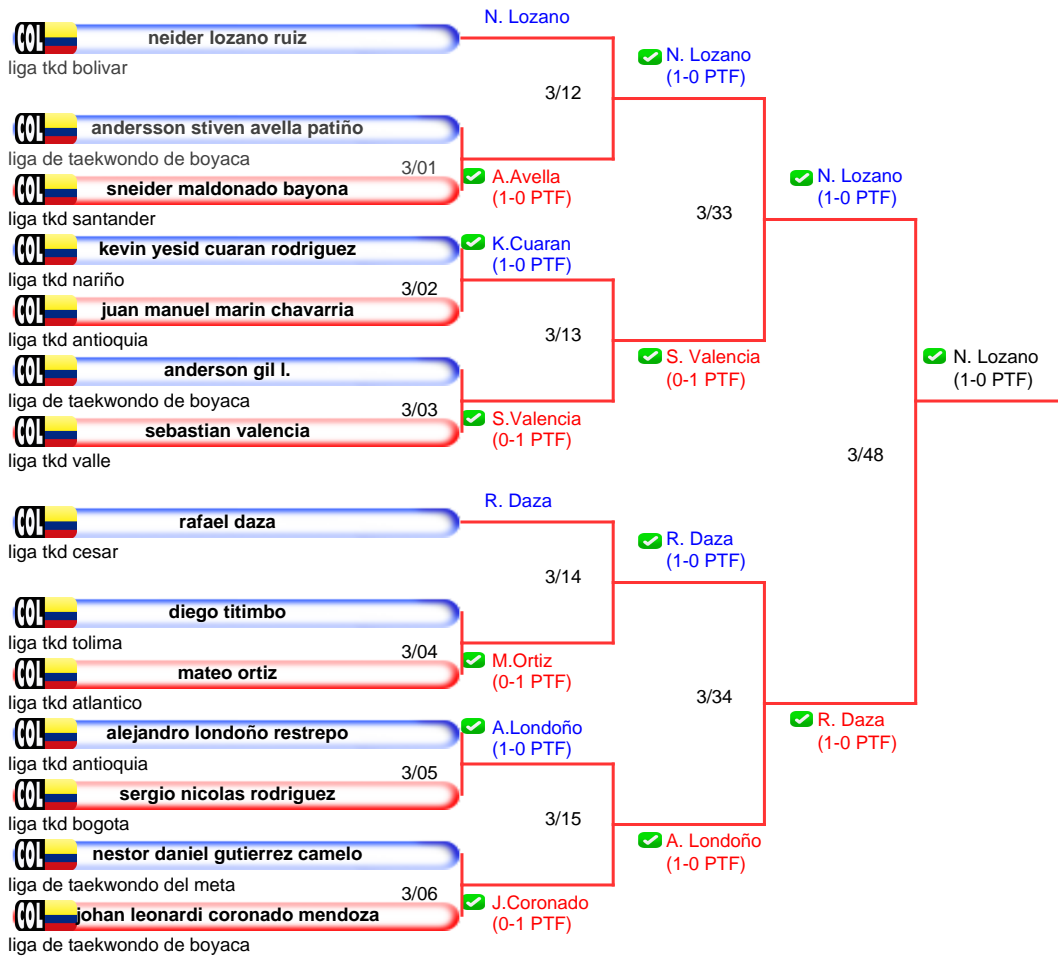 N. Lozano
COL
neider lozano ruiz
liga tkd bolivar
N. Lozano
(1-0 PTF)
3/12
COL
andersson stiven avella patiño
liga de taekwondo de boyaca
3/01
A.Avella
(1-0 PTF)
COL
sneider maldonado bayona
liga tkd santander
N. Lozano
(1-0 PTF)
3/33
COL
kevin yesid cuaran rodriguez
K.Cuaran
(1-0 PTF)
liga tkd nariño
3/02
COL
juan manuel marin chavarria
liga tkd antioquia
3/13
S. Valencia
(0-1 PTF)
N. Lozano
(1-0 PTF)
COL
anderson gil l.
liga de taekwondo de boyaca
3/03
S.Valencia
(0-1 PTF)
COL
sebastian valencia
liga tkd valle
3/48
R. Daza
COL
rafael daza
liga tkd cesar
R. Daza
(1-0 PTF)
3/14
COL
diego titimbo
liga tkd tolima
3/04
M.Ortiz
(0-1 PTF)
COL
mateo ortiz
liga tkd atlantico
3/34
R. Daza
(1-0 PTF)
COL
alejandro londoño restrepo
A.Londoño
(1-0 PTF)
liga tkd antioquia
3/05
COL
sergio nicolas rodriguez
liga tkd bogota
3/15
A. Londoño
(1-0 PTF)
COL
nestor daniel gutierrez camelo
liga de taekwondo del meta
3/06
J.Coronado
(0-1 PTF)
COL
johan leonardi coronado mendoza
liga de taekwondo de boyaca